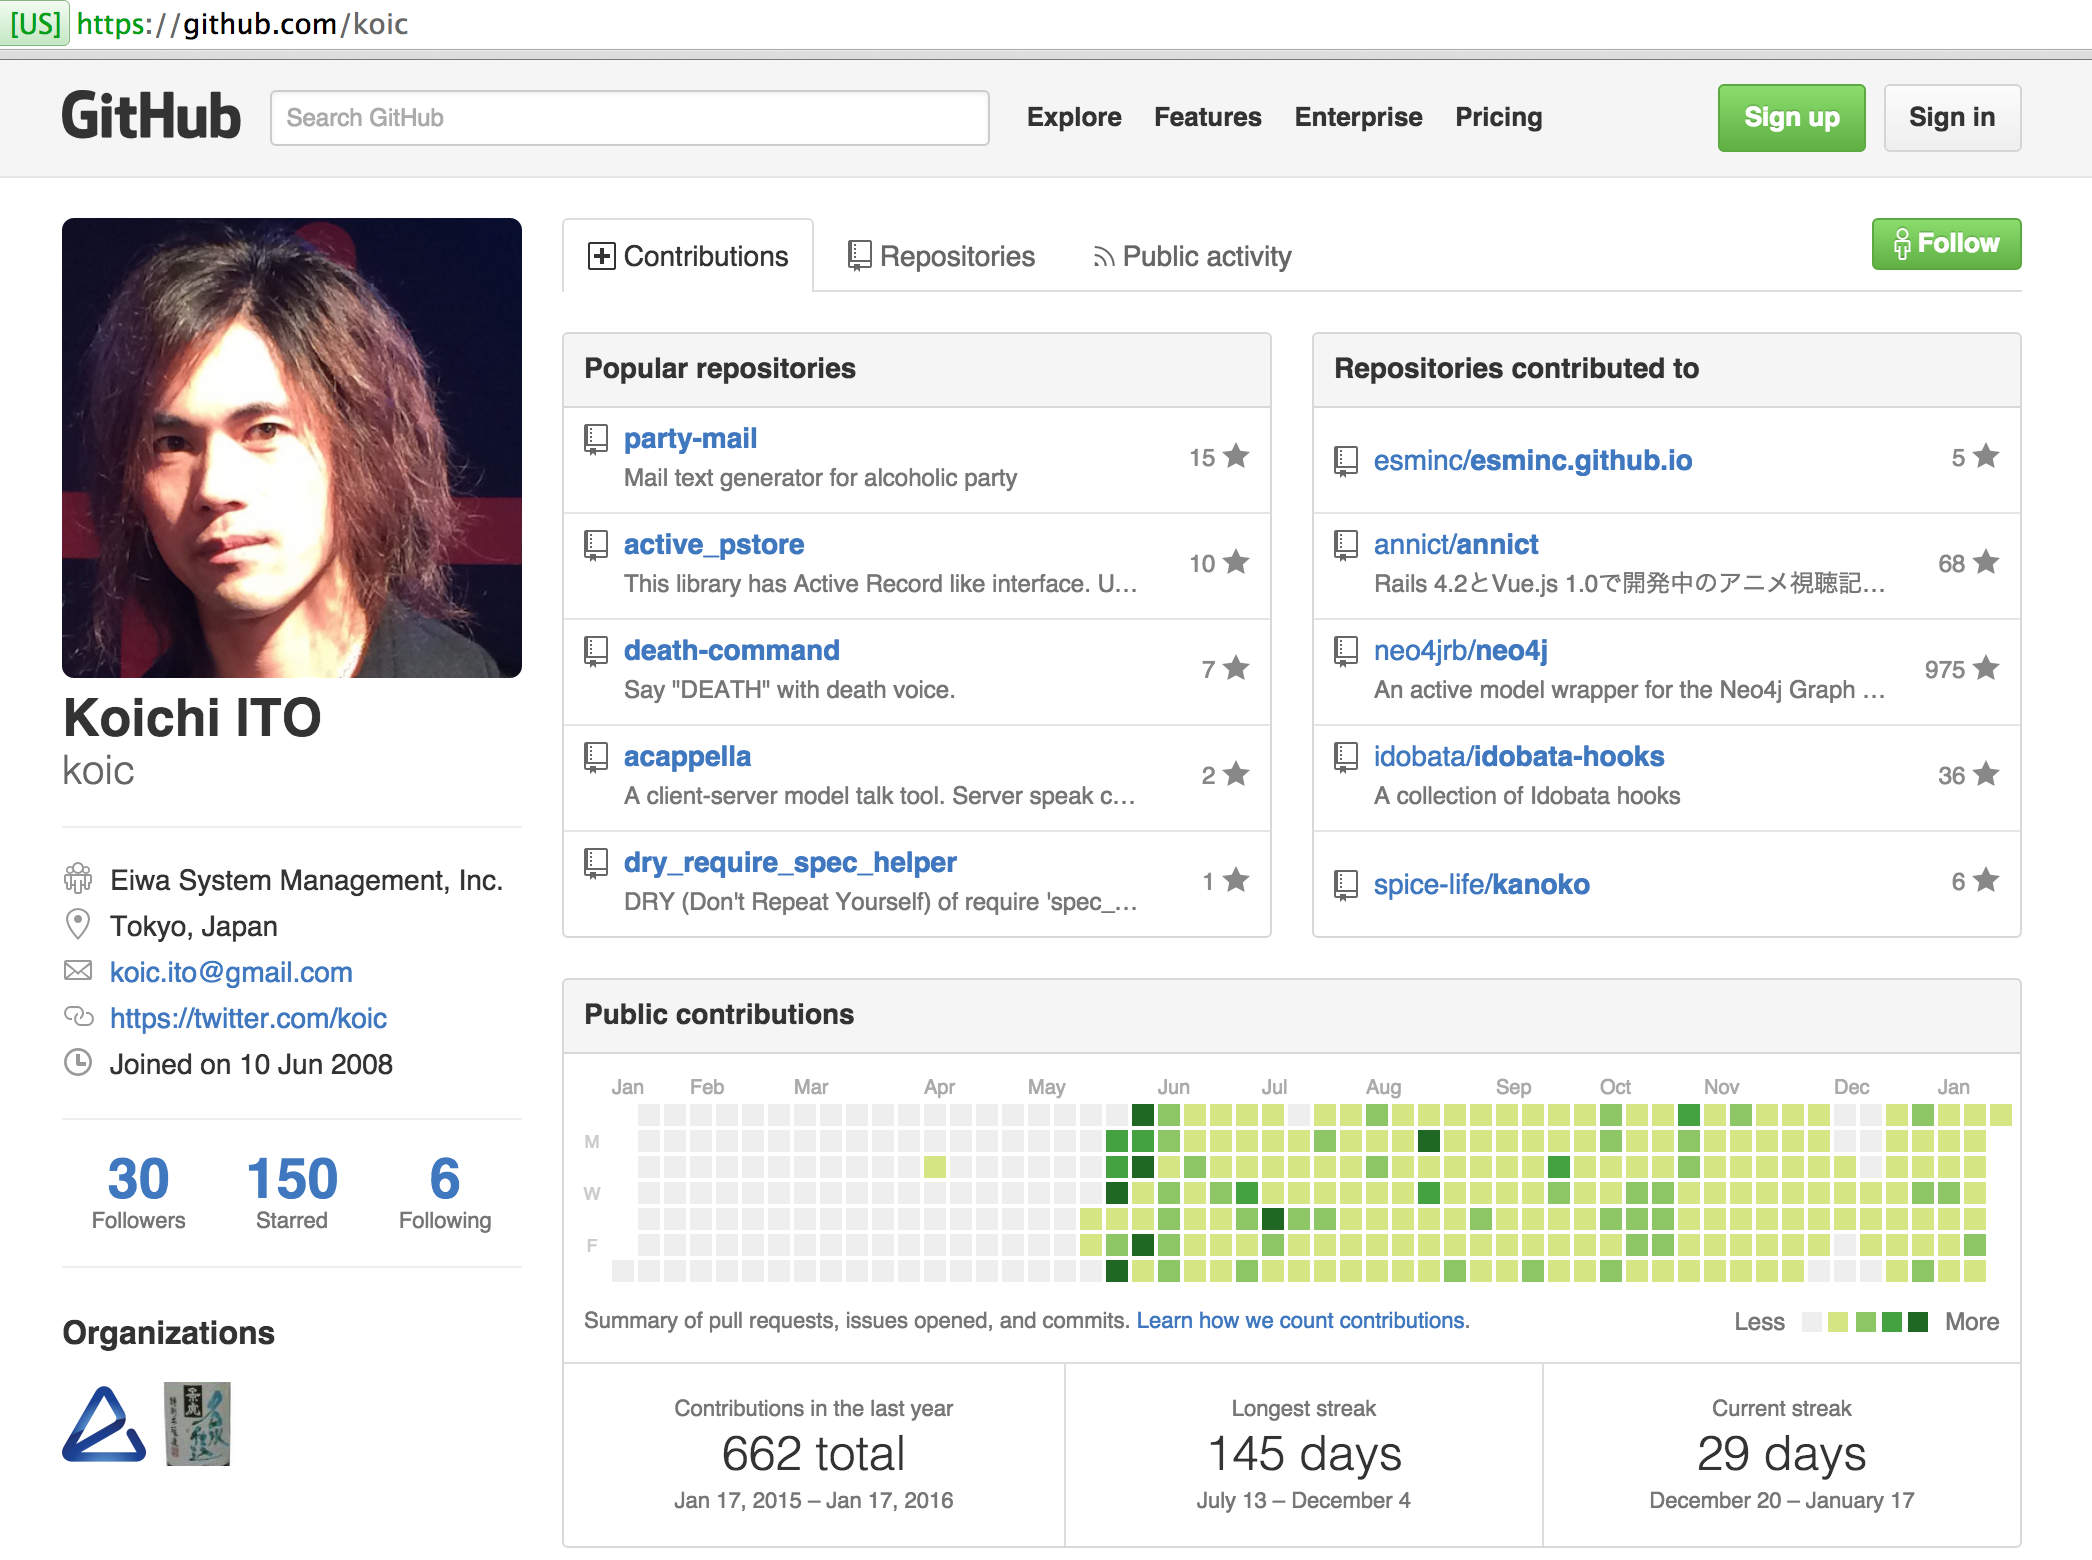 [US] https://github.com/koic
GitHub
Search GitHub
Explore Features Enterprise Pricing
Sign up
Sign in
Contributions
Repositories
Public activity
Follow
Koichi ITO
koic
Eiwa System Management, Inc.
Tokyo, Japan
koic.ito@gmail.com
https://twitter.com/koic
Joined on 10 Jun 2008
30
Followers
150
Starred
6
Following
Organizations
Popular repositories
party-mail
Mail text generator for alcoholic party
15
active_pstore
This library has Active Record like interface. U...
10
death-command
Say "DEATH" with death voice.
7
acappella
A client-server model talk tool. Server speak c...
2
dry_require_spec_helper
DRY (Don't Repeat Yourself) of require 'spec_...
1
Repositories contributed to
esminc/esminc.github.io
5
annict/annict
Rails 4.2とVue.js 1.0で開発中のアニメ視聴記...
68
neo4jrb/neo4j
An active model wrapper for the Neo4j Graph ...
975
idobata/idobata-hooks
A collection of Idobata hooks
36
spice-life/kanoko
6
Public contributions
Jan Feb Mar Apr May Jun Jul Aug Sep Oct Nov Dec Jan
M
W
F
Summary of pull requests, issues opened, and commits. Learn how we count contributions.
Less More
Contributions in the last year
662 total
Jan 17, 2015 – Jan 17, 2016
Longest streak
145 days
July 13 – December 4
Current streak
29 days
December 20 – January 17